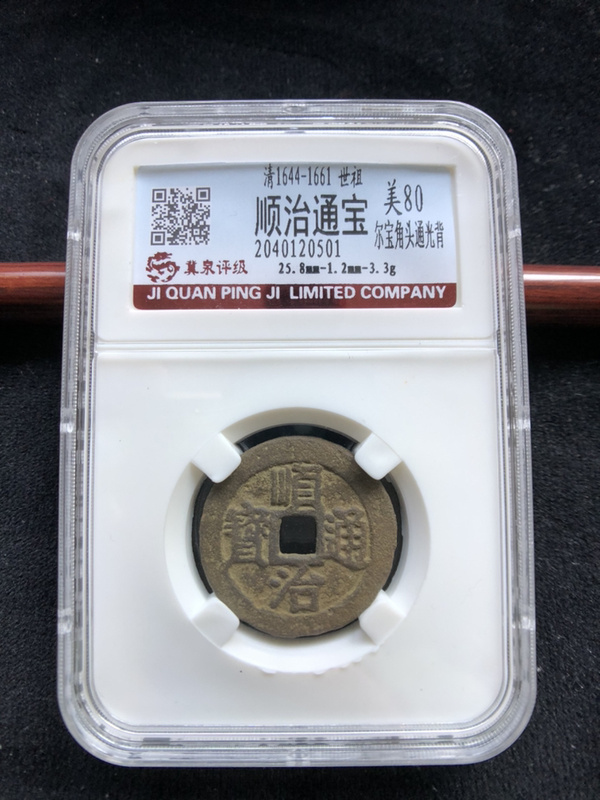 清1644-1661 世祖
顺治通宝
美80
2040120501
尔宝角头通光背
冀泉评级
25.8mm-1.2mm-3.3g
JI QUAN PING JI LIMITED COMPANY
順
寶 通
治